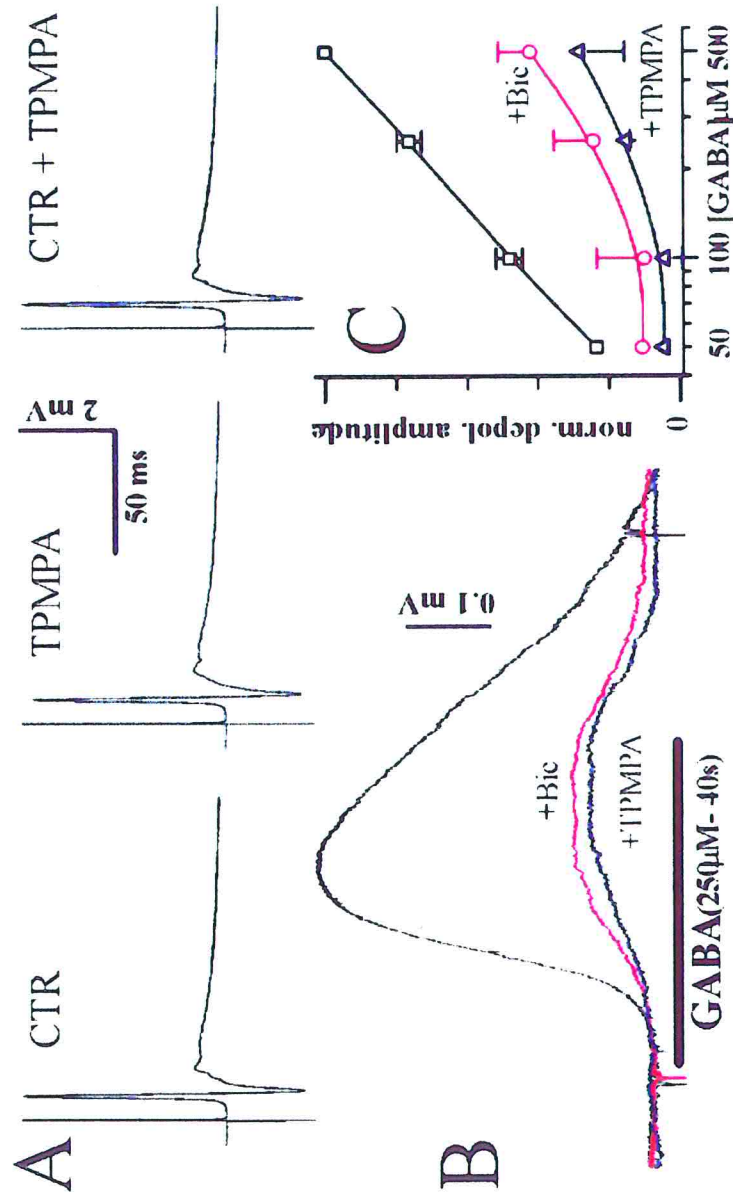 A
CTR
TPMPA
CTR + TPMPA
2 mV
50 ms
B
+Bic
+TPMPA
0.1 mV
GABA(250µM- 40s)
C
norm. depol. amplitude
0
+Bic
+TPMPA
50
100
[GABA]µM
500